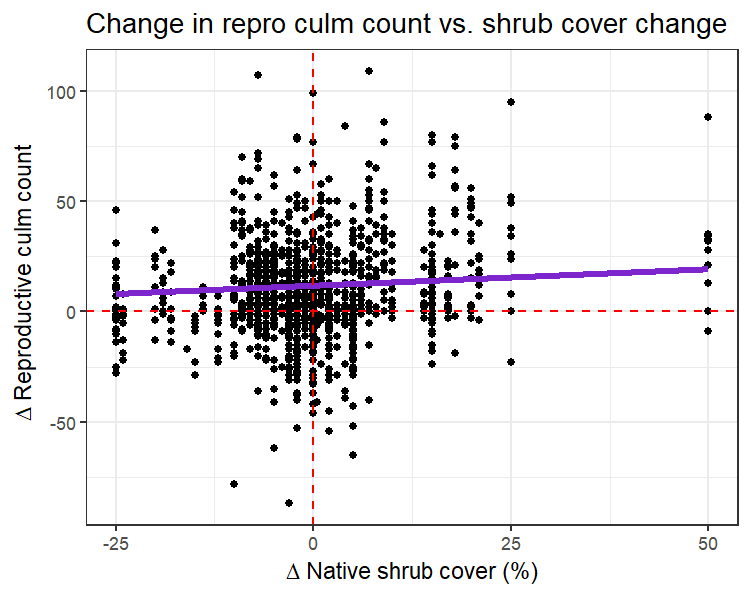 Change in repro culm count vs. shrub cover change
100
50
0
-50
Δ Reproductive culm count
-25
0
25
50
Δ Native shrub cover (%)